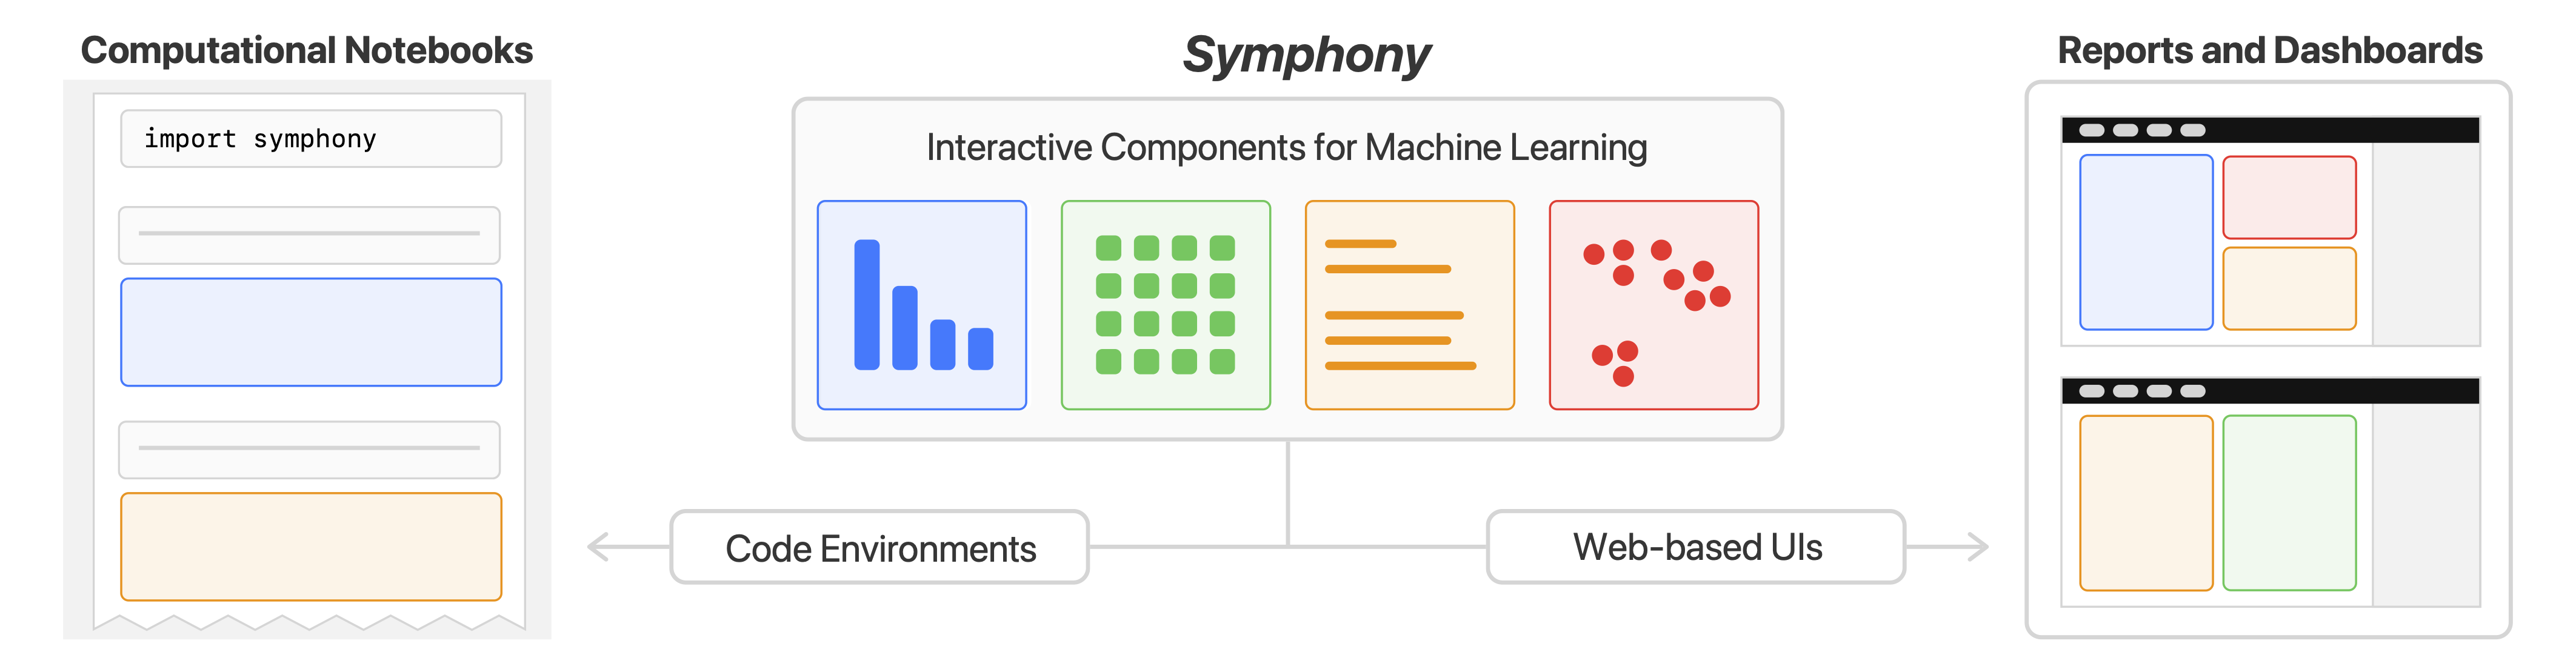 Computational Notebooks
import symphony
Symphony
Interactive Components for Machine Learning
Code Environments
Web-based UIs
Reports and Dashboards